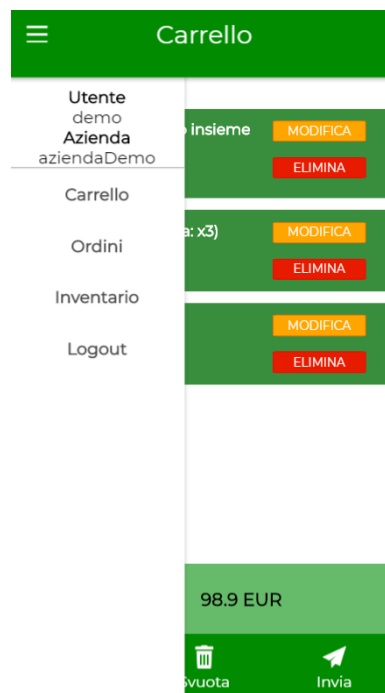 Carrello
Utente
demo
Azienda
aziendaDemo
Carrello
Ordini
Inventario
Logout
insieme
MODIFICA
ELIMINA
x3)
MODIFICA
ELIMINA
MODIFICA
ELIMINA
98.9 EUR
Svuota
Invia